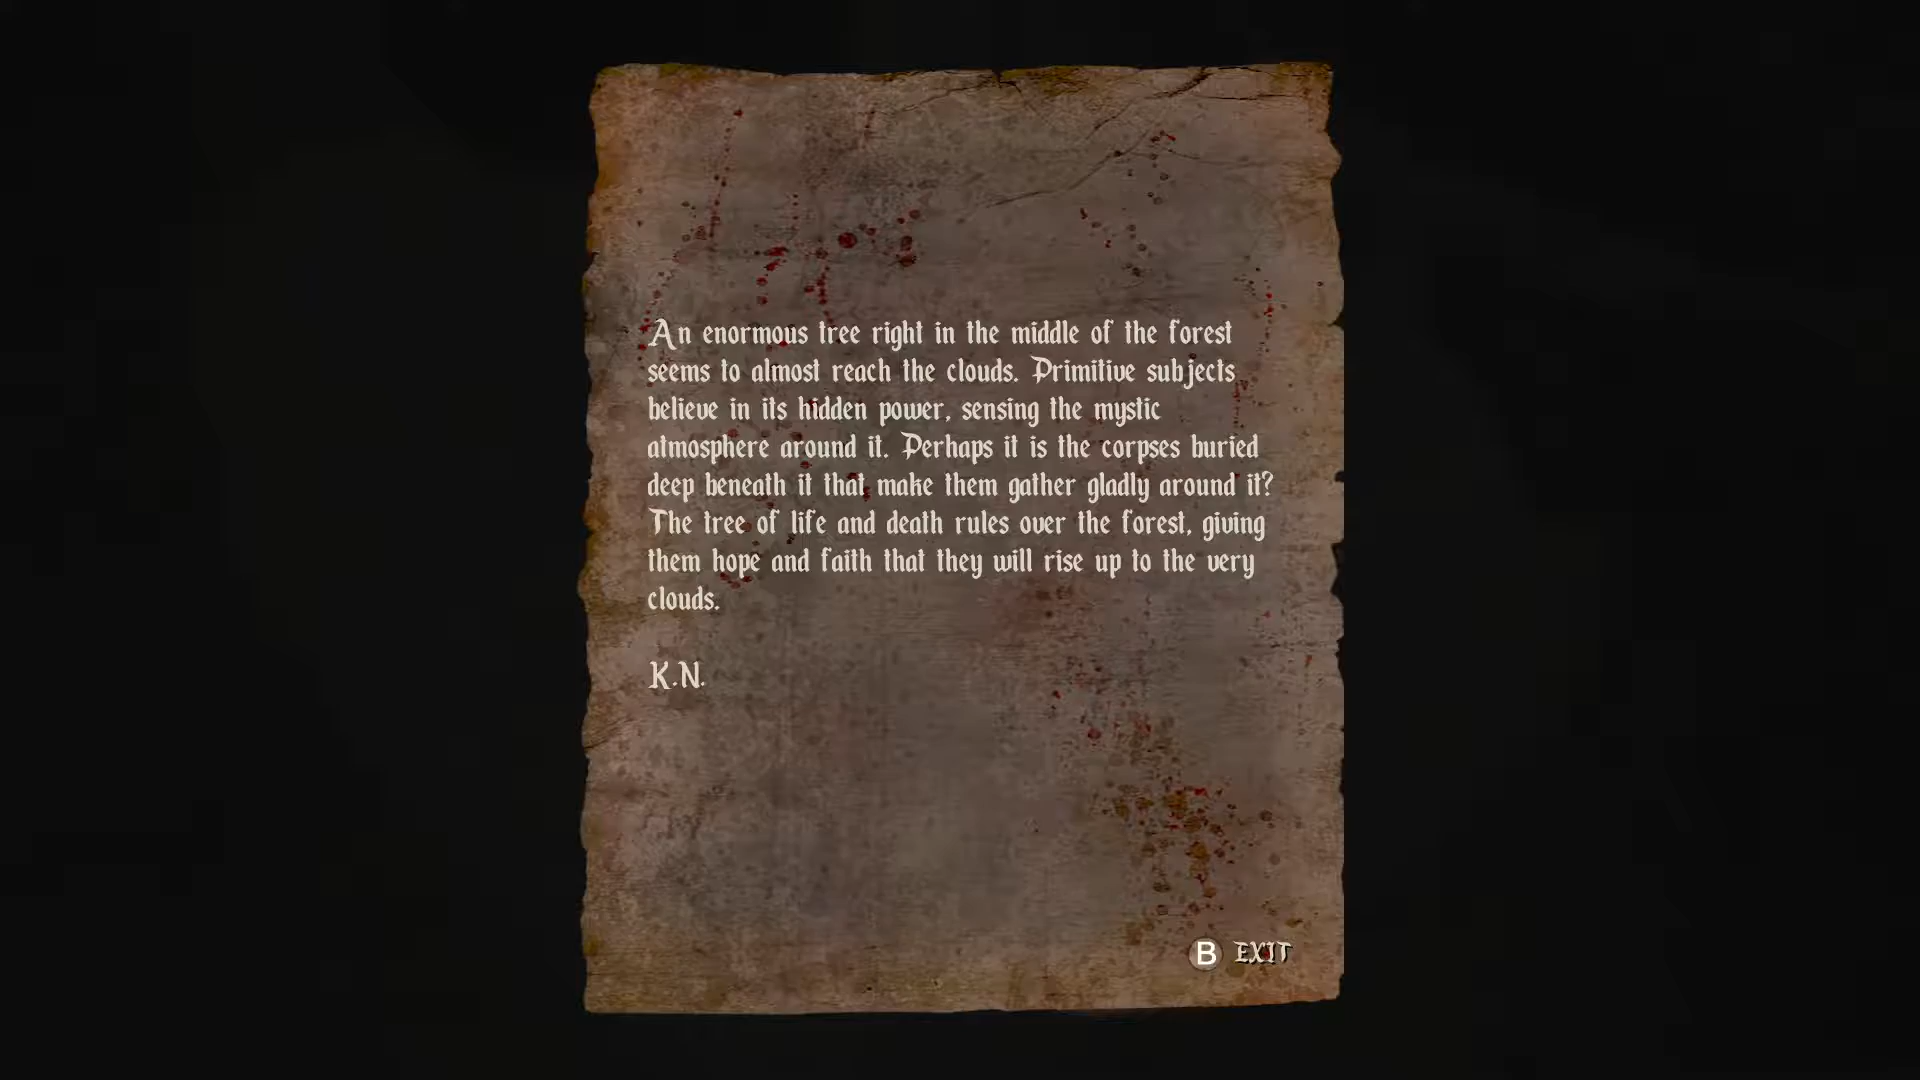 An enormous tree right in the middle of the forest
seems to almost reach the clouds. Primitive subjects
believe in its hidden power, sensing the mystic
atmosphere around it. Perhaps it is the corpses buried
deep beneath it that make them gather gladly around it?
The tree of life and death rules over the forest, giving
them hope and faith that they will rise up to the very
clouds.
K.N.
B EXIT